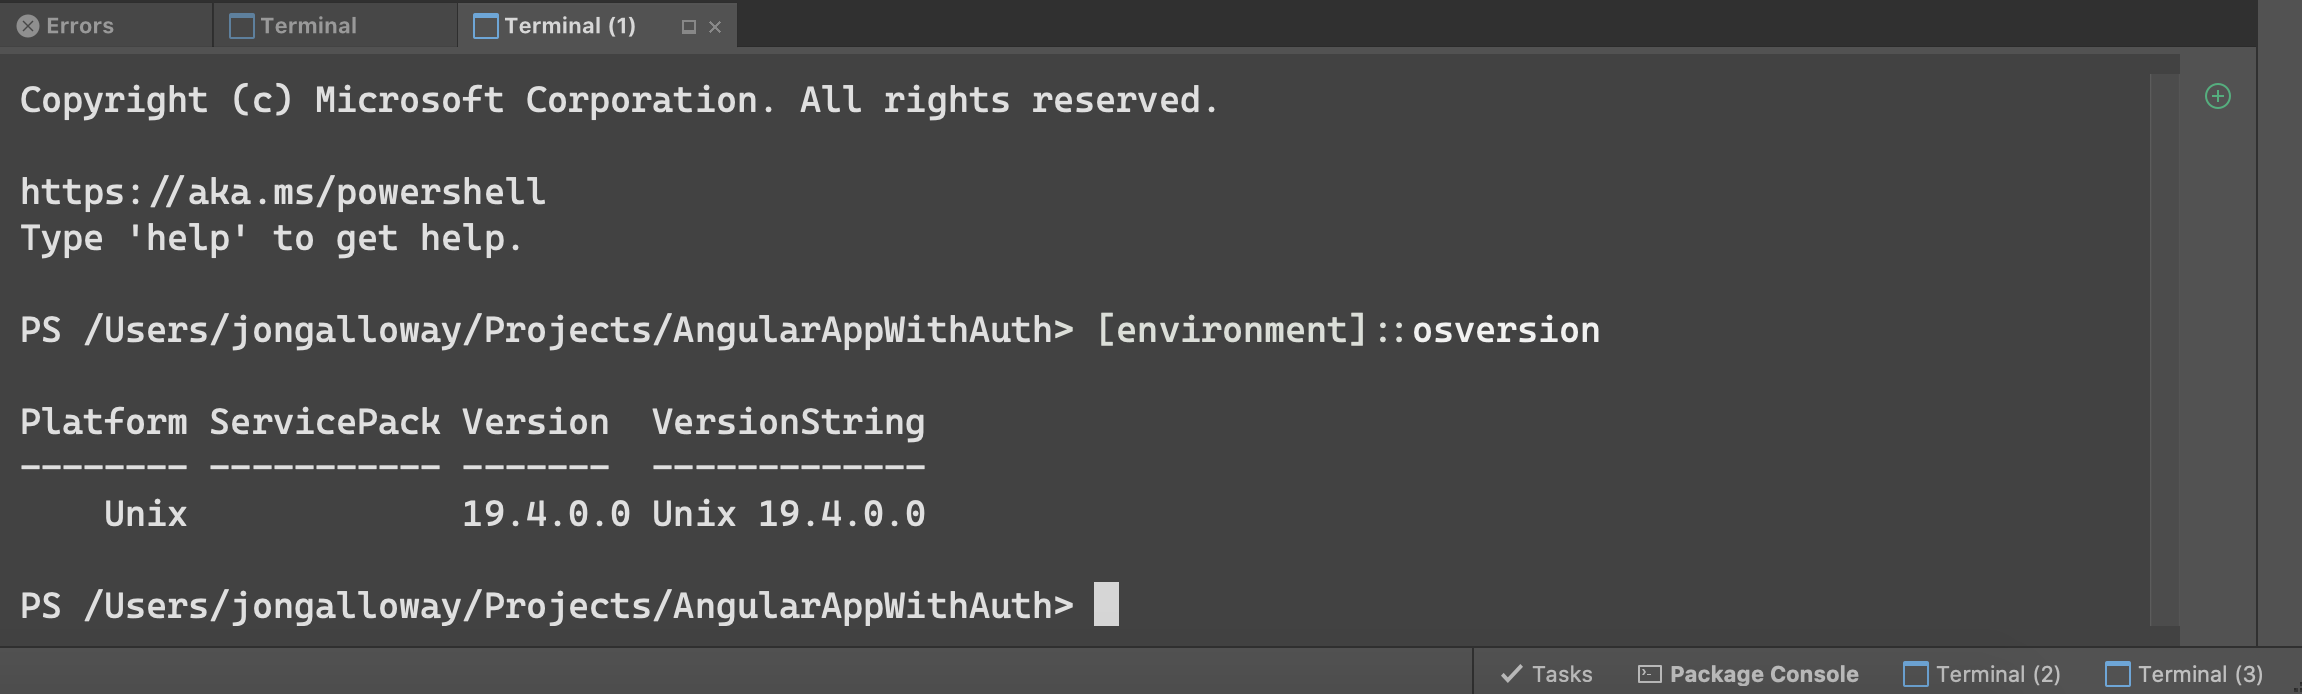 Errors Terminal Terminal (1)
Copyright (c) Microsoft Corporation. All rights reserved.
https://aka.ms/powershell
Type 'help' to get help.
PS /Users/jongalloway/Projects/AngularAppWithAuth> [environment]::osversion
Platform ServicePack Version  VersionString
-------- ----------- -------  -------------
    Unix             19.4.0.0 Unix 19.4.0.0
PS /Users/jongalloway/Projects/AngularAppWithAuth>
Tasks Package Console Terminal (2) Terminal (3)